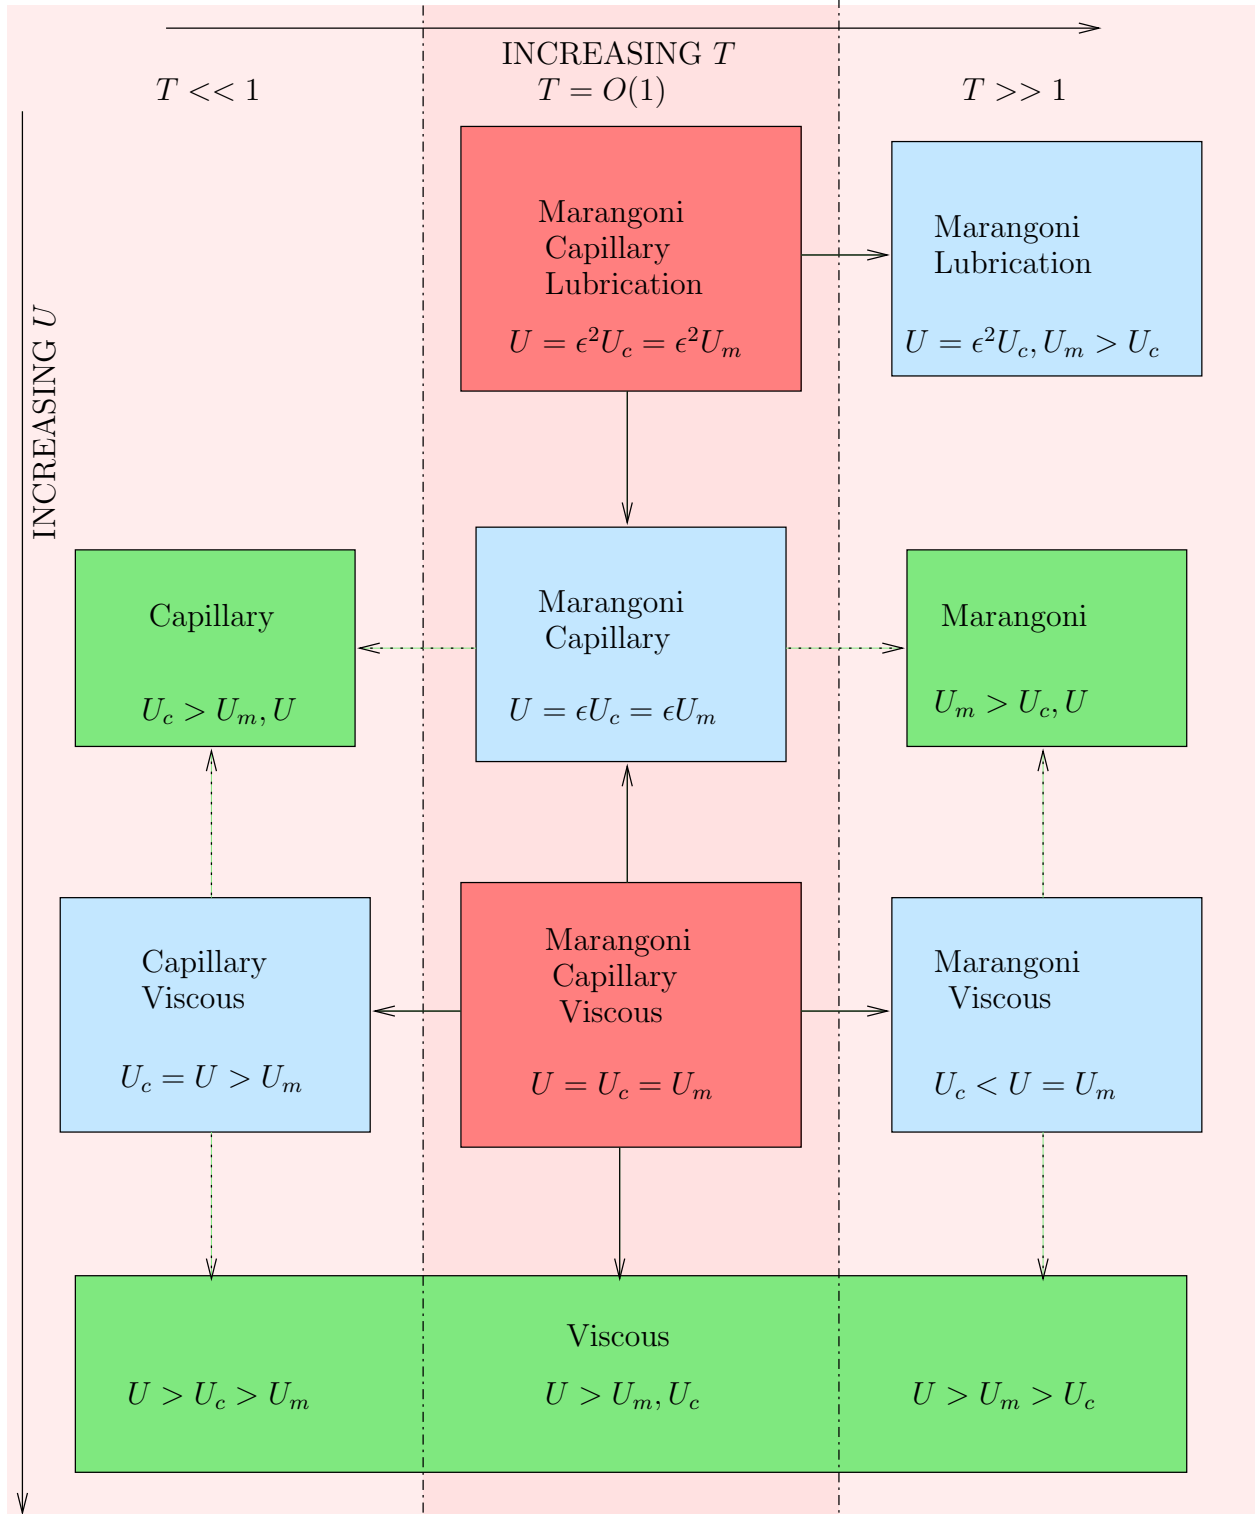 INCREASING T
T << 1
T = O(1)
T >> 1
INCREASING U
Marangoni
Capillary
Lubrication
U = ϵ²U_c = ϵ²U_m
Marangoni
Lubrication
U = ϵ²U_c, U_m > U_c
Capillary
U_c > U_m, U
Marangoni
Capillary
U = ϵU_c = ϵU_m
Marangoni
U_m > U_c, U
Capillary
Viscous
U_c = U > U_m
Marangoni
Capillary
Viscous
U = U_c = U_m
Marangoni
Viscous
U_c < U = U_m
Viscous
U > U_c > U_m
U > U_m, U_c
U > U_m > U_c